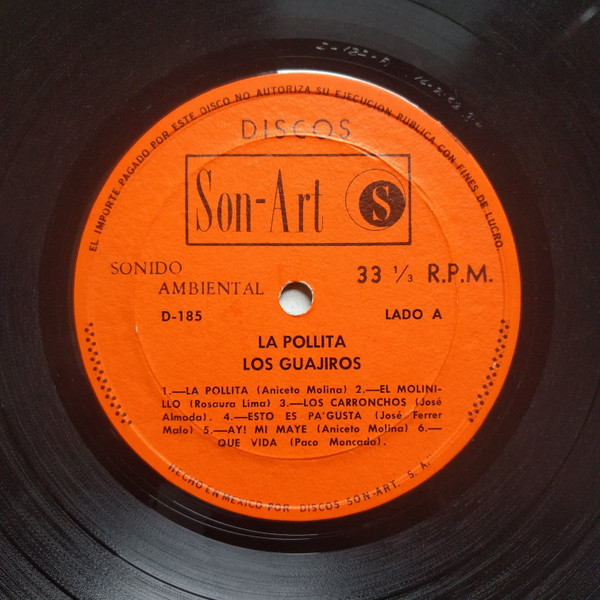 EL IMPORTE PAGADO POR ESTE DISCO NO AUTORIZA SU EJECUCION PUBLICA CON FINES DE LUCRO.
DISCOS
Son-Art S
SONIDO
AMBIENTAL
33 ⅓ R.P.M.
D-185
LADO A
LA POLLITA
LOS GUAJIROS
1.—LA POLLITA (Aniceto Molina) 2.—EL MOLINI-
LLO (Rosaura Lima) 3.—LOS CARRONCHOS (José
Almoda). 4.—ESTO ES PA'GUSTA (José Ferrer
Malo) 5.—AY! MI MAYE (Aniceto Molina) 6.—
QUE VIDA (Paco Moncada).
HECHO EN MEXICO POR DISCOS SON-ART. S. A.